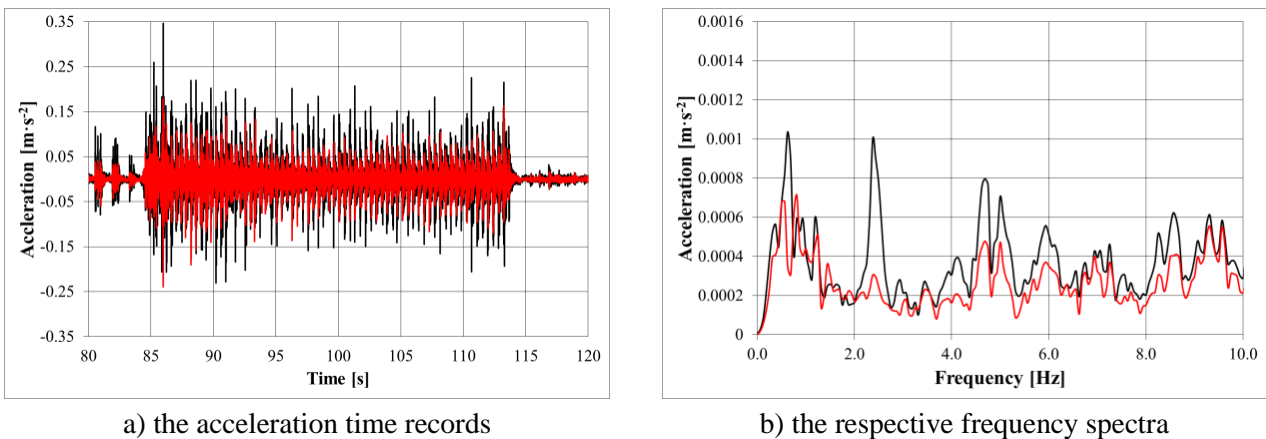 0.35
0.25
0.15
0.05
-0.05
-0.15
-0.25
-0.35
Acceleration [m·s⁻²]
80 85 90 95 100 105 110 115 120
Time [s]
a) the acceleration time records
0.0016
0.0014
0.0012
0.001
0.0008
0.0006
0.0004
0.0002
0
Acceleration [m·s⁻²]
0.0 2.0 4.0 6.0 8.0 10.0
Frequency [Hz]
b) the respective frequency spectra